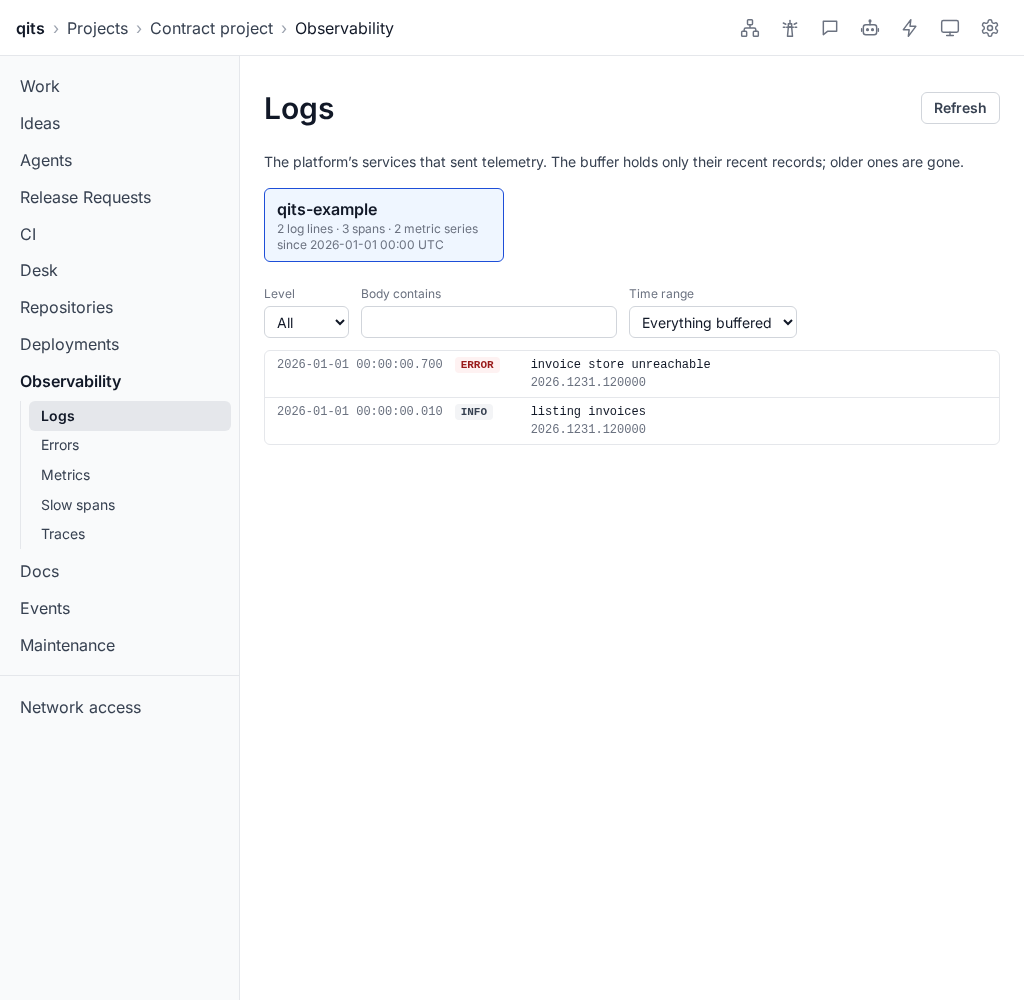 qits › Projects › Contract project › Observability
Work
Ideas
Agents
Release Requests
CI
Desk
Repositories
Deployments
Observability
Logs
Errors
Metrics
Slow spans
Traces
Docs
Events
Maintenance
Network access
Logs
Refresh
The platform’s services that sent telemetry. The buffer holds only their recent records; older ones are gone.
qits-example
2 log lines · 3 spans · 2 metric series
since 2026-01-01 00:00 UTC
Level
Body contains
Time range
All
Everything buffered
2026-01-01 00:00:00.700 ERROR invoice store unreachable
2026.1231.120000
2026-01-01 00:00:00.010 INFO listing invoices
2026.1231.120000